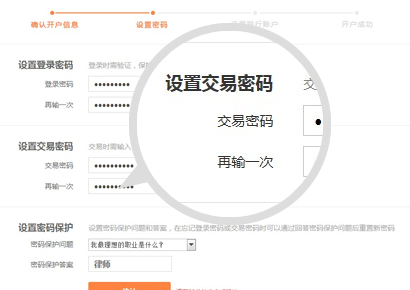 确认开户信息 设置密码 开户成功
设置登录密码 登录时需验证，保
登录密码 ●●●●●●●●●
再输一次 ●●●●●●●●●
设置交易密码 交易时需输入
交易密码 ●●●●●●●●●
再输一次 ●●●●●●●●●
设置交易密码 交
交易密码 ●
再输一次
设置密码保护 设置密码保护问题和答案，在忘记登录密码或交易密码时可以通过回答密码保护问题后重置新密码
密码保护问题 我最理想的职业是什么？
密码保护答案 律师